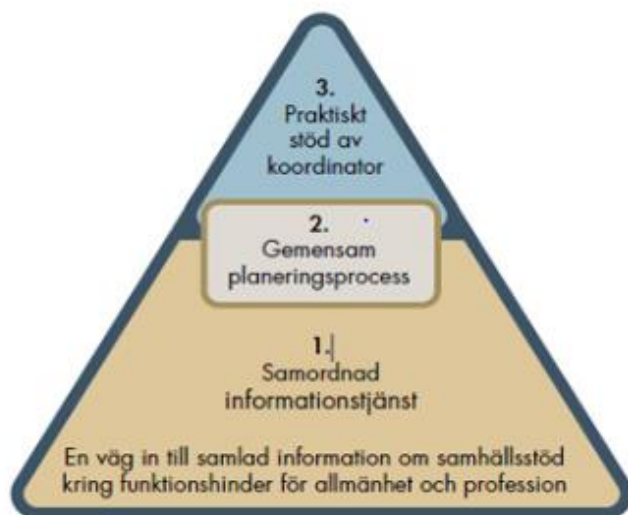 3.
Praktiskt
stöd av
koordinator
2.
Gemensam
planeringsprocess
1.
Samordnad
informationstjänst
En väg in till samlad information om samhällsstöd
kring funktionshinder för allmänhet och profession